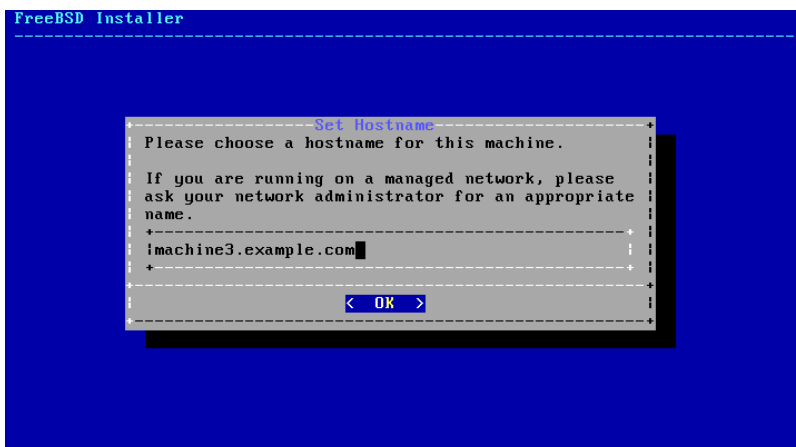 FreeBSD Installer
Set Hostname
Please choose a hostname for this machine.
If you are running on a managed network, please
ask your network administrator for an appropriate
name.
machine3.example.com
< OK >